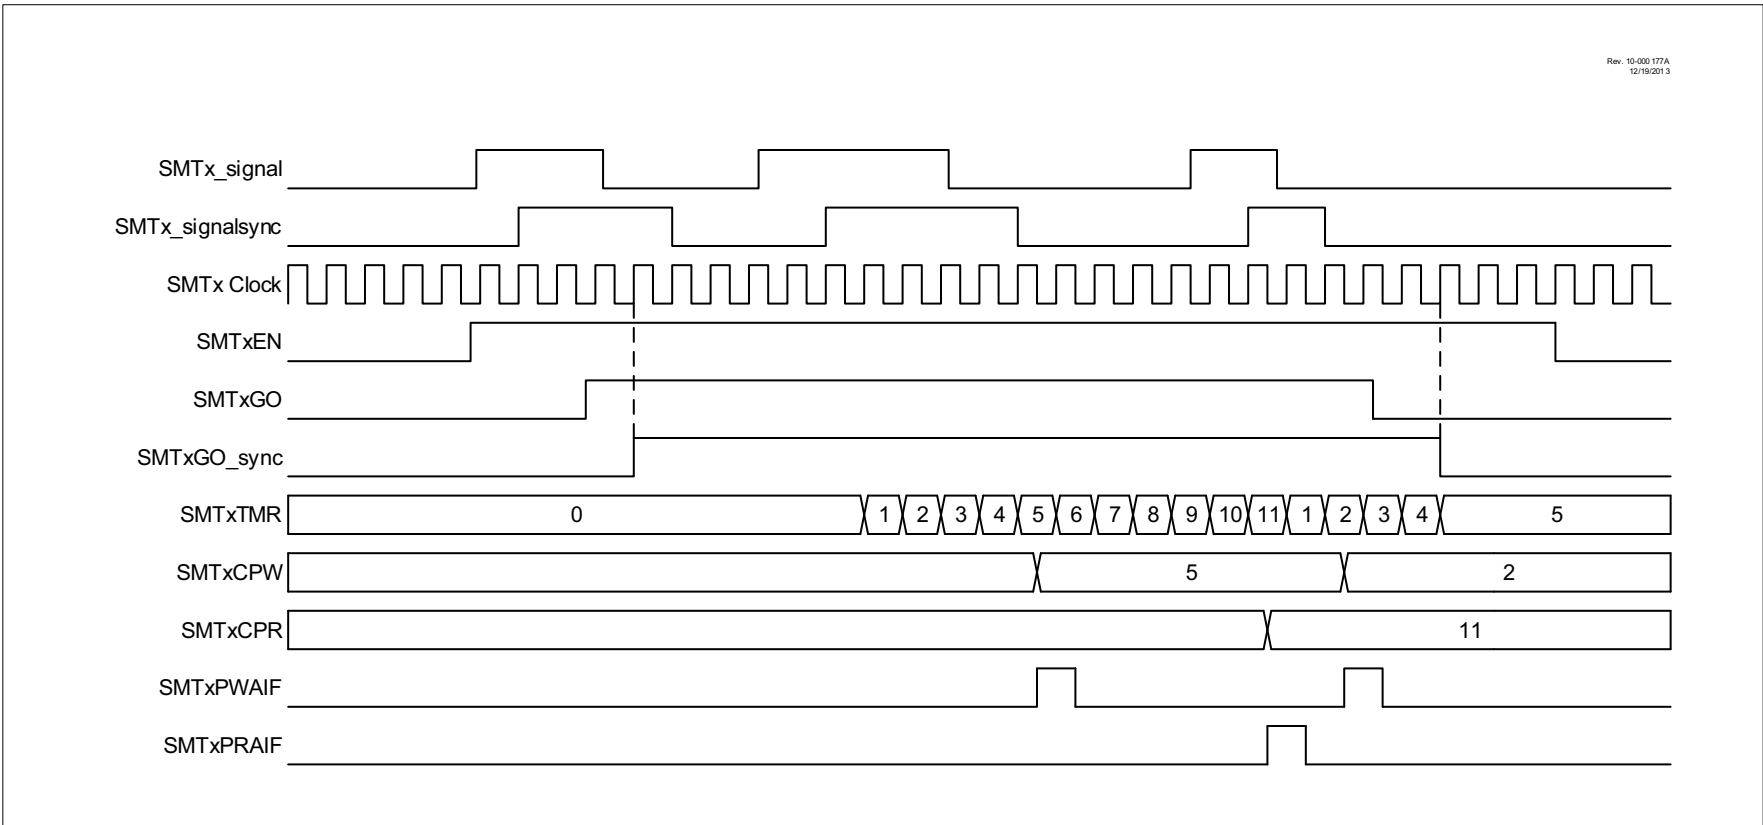 Rev. 10-000 177A
12/19/201 3
SMTx_signal
SMTx_signalsync
SMTx Clock
SMTxEN
SMTxGO
SMTxGO_sync
SMTxTMR 0 1 2 3 4 5 6 7 8 9 10 11 1 2 3 4 5
SMTxCPW 5 2
SMTxCPR 11
SMTxPWAIF
SMTxPRAIF